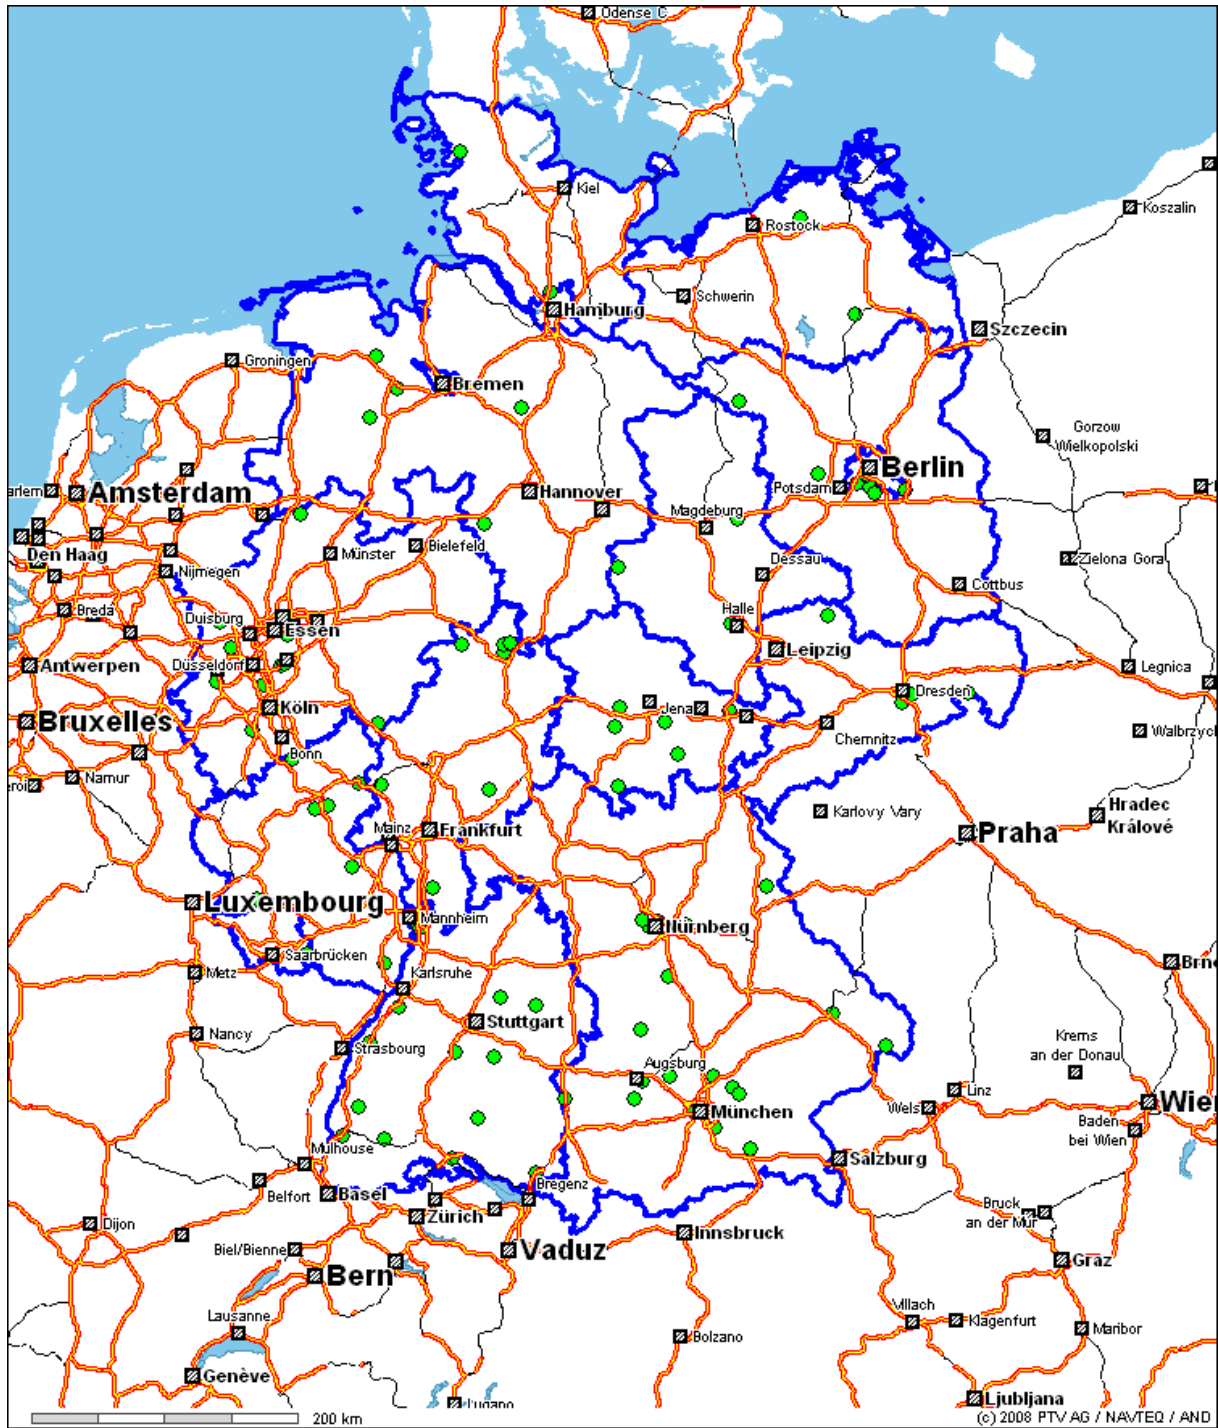 Odense C
Kiel
Koszalin
Rostock
Schwerin
Hamburg
Szczecin
Groningen
Bremen
Gorzow
Wielkopolski
Berlin
Potsdam
Amsterdam
Hannover
Magdeburg
Den Haag
Münster
Bielefeld
Nijmegen
Dessau
Zielona Gora
Cottbus
Breda
Duisburg
Essen
Halle
Leipzig
Antwerpen
Düsseldorf
Legnica
Dresden
Bruxelles
Köln
Jena
Chemnitz
Bonn
Namur
Karlovy Vary
Hradec
Králové
Mainz
Frankfurt
Praha
Luxembourg
Mannheim
Nürnberg
Saarbrücken
Metz
Karlsruhe
Stuttgart
Nancy
Strasbourg
Krems
an der Donau
Augsburg
Linz
München
Wels
Baden
bei Wien
Mulhouse
Salzburg
Belfort
Basel
Bregenz
Zürich
Dijon
Bruck
an der Mur
Innsbruck
Biel/Bienne
Vaduz
Bern
Graz
Lausanne
Villach
Klagenfurt
Bolzano
Maribor
Genève
Ljubljana
200 km
(c) 2008 PTV AG / NAVTEQ / AND